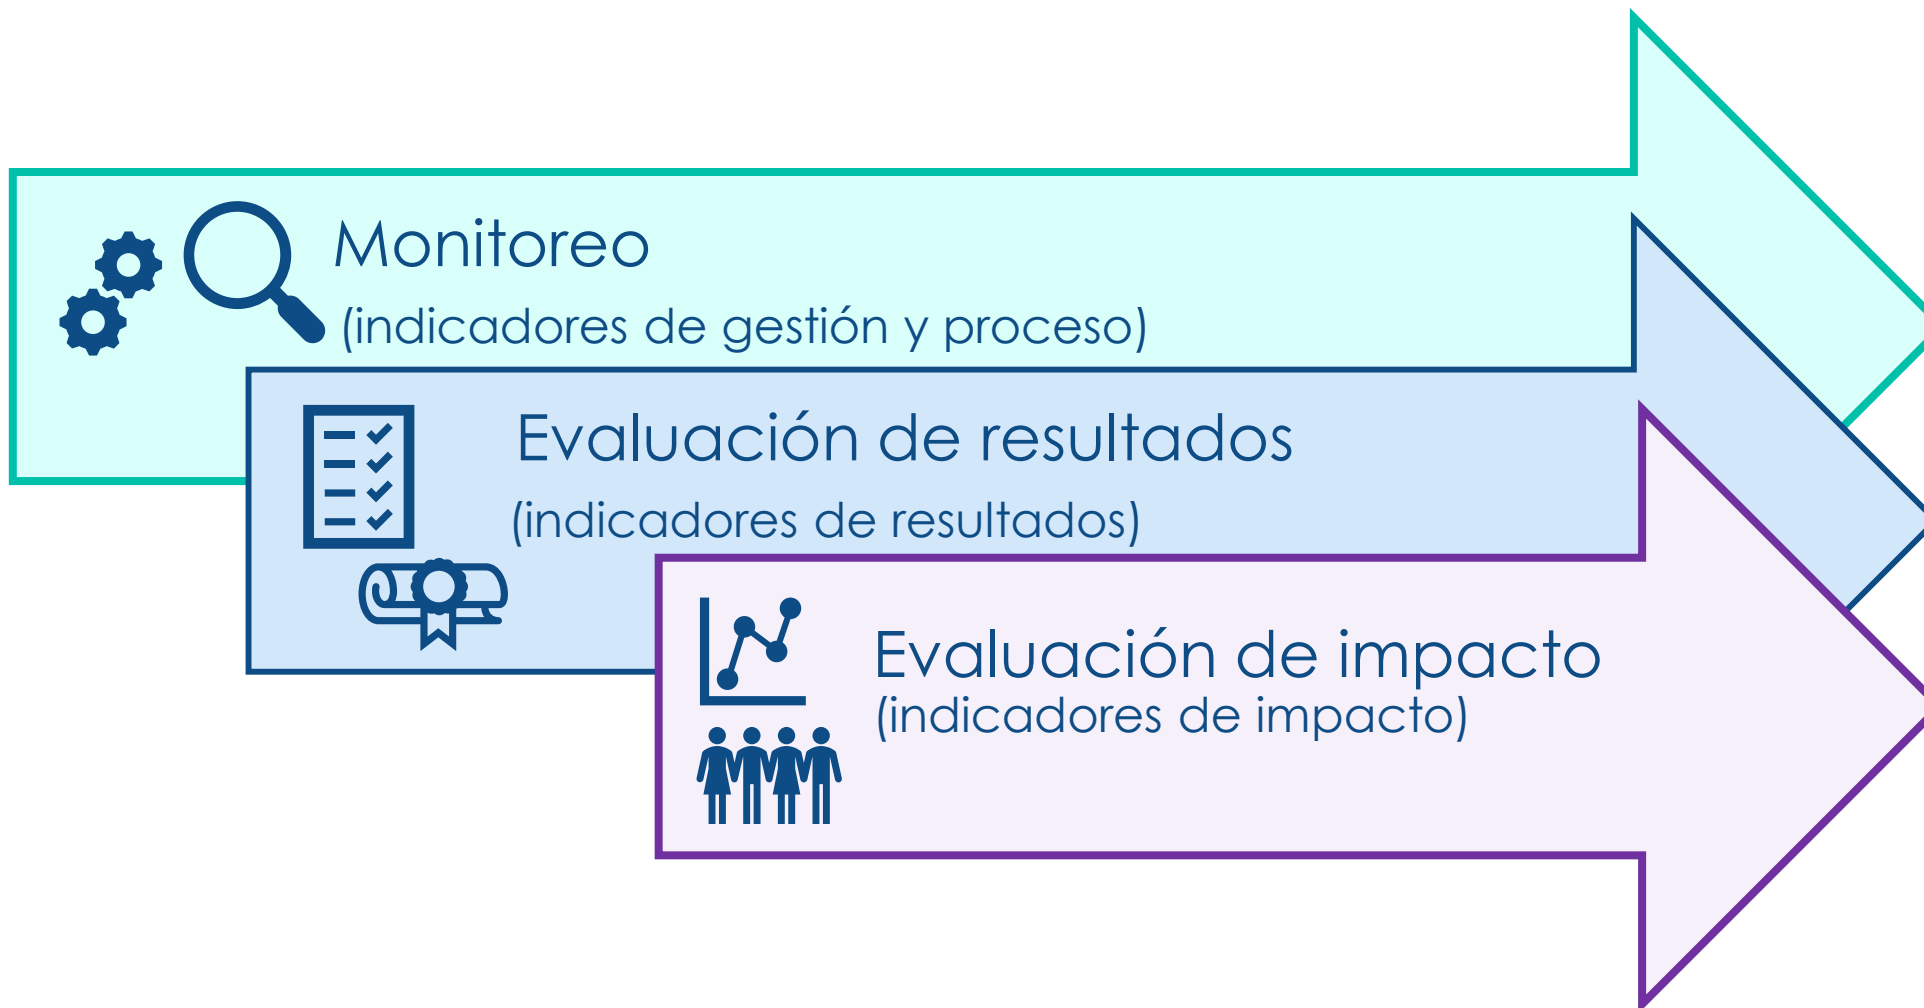 Monitoreo
(indicadores de gestión y proceso)
Evaluación de resultados
(indicadores de resultados)
Evaluación de impacto
(indicadores de impacto)